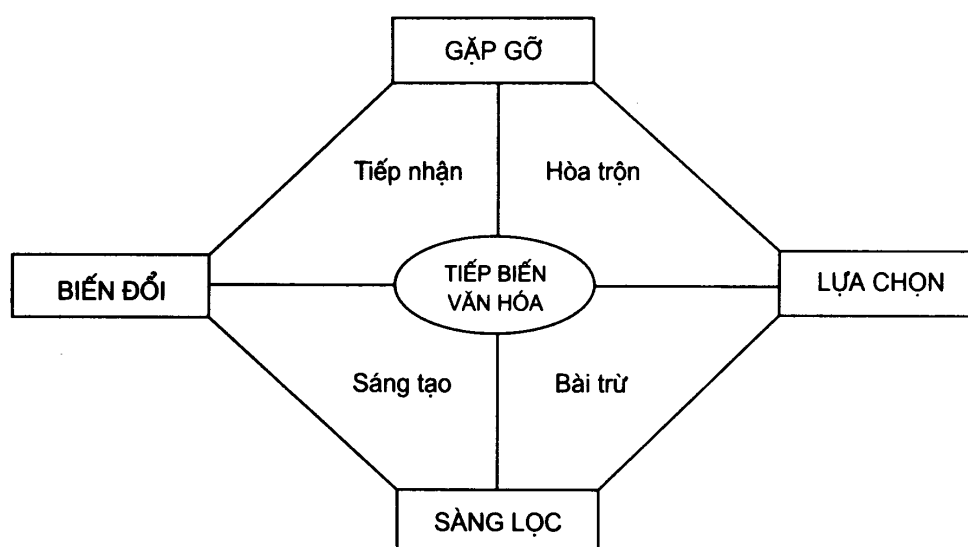 GẶP GỠ
Tiếp nhận
Hòa trộn
BIẾN ĐỔI
TIẾP BIẾN
VĂN HÓA
LỰA CHỌN
Sáng tạo
Bài trừ
SÀNG LỌC